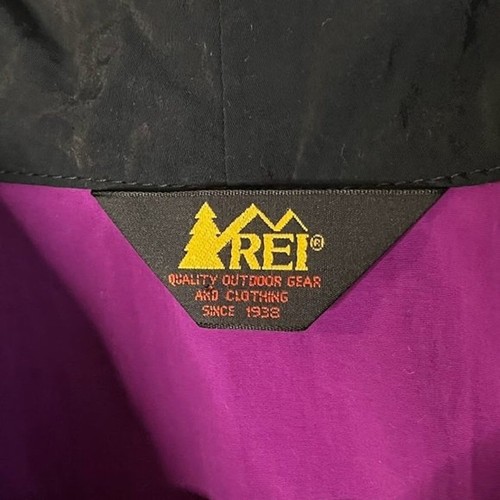 REI®
QUALITY OUTDOOR GEAR
AND CLOTHING
SINCE 1938